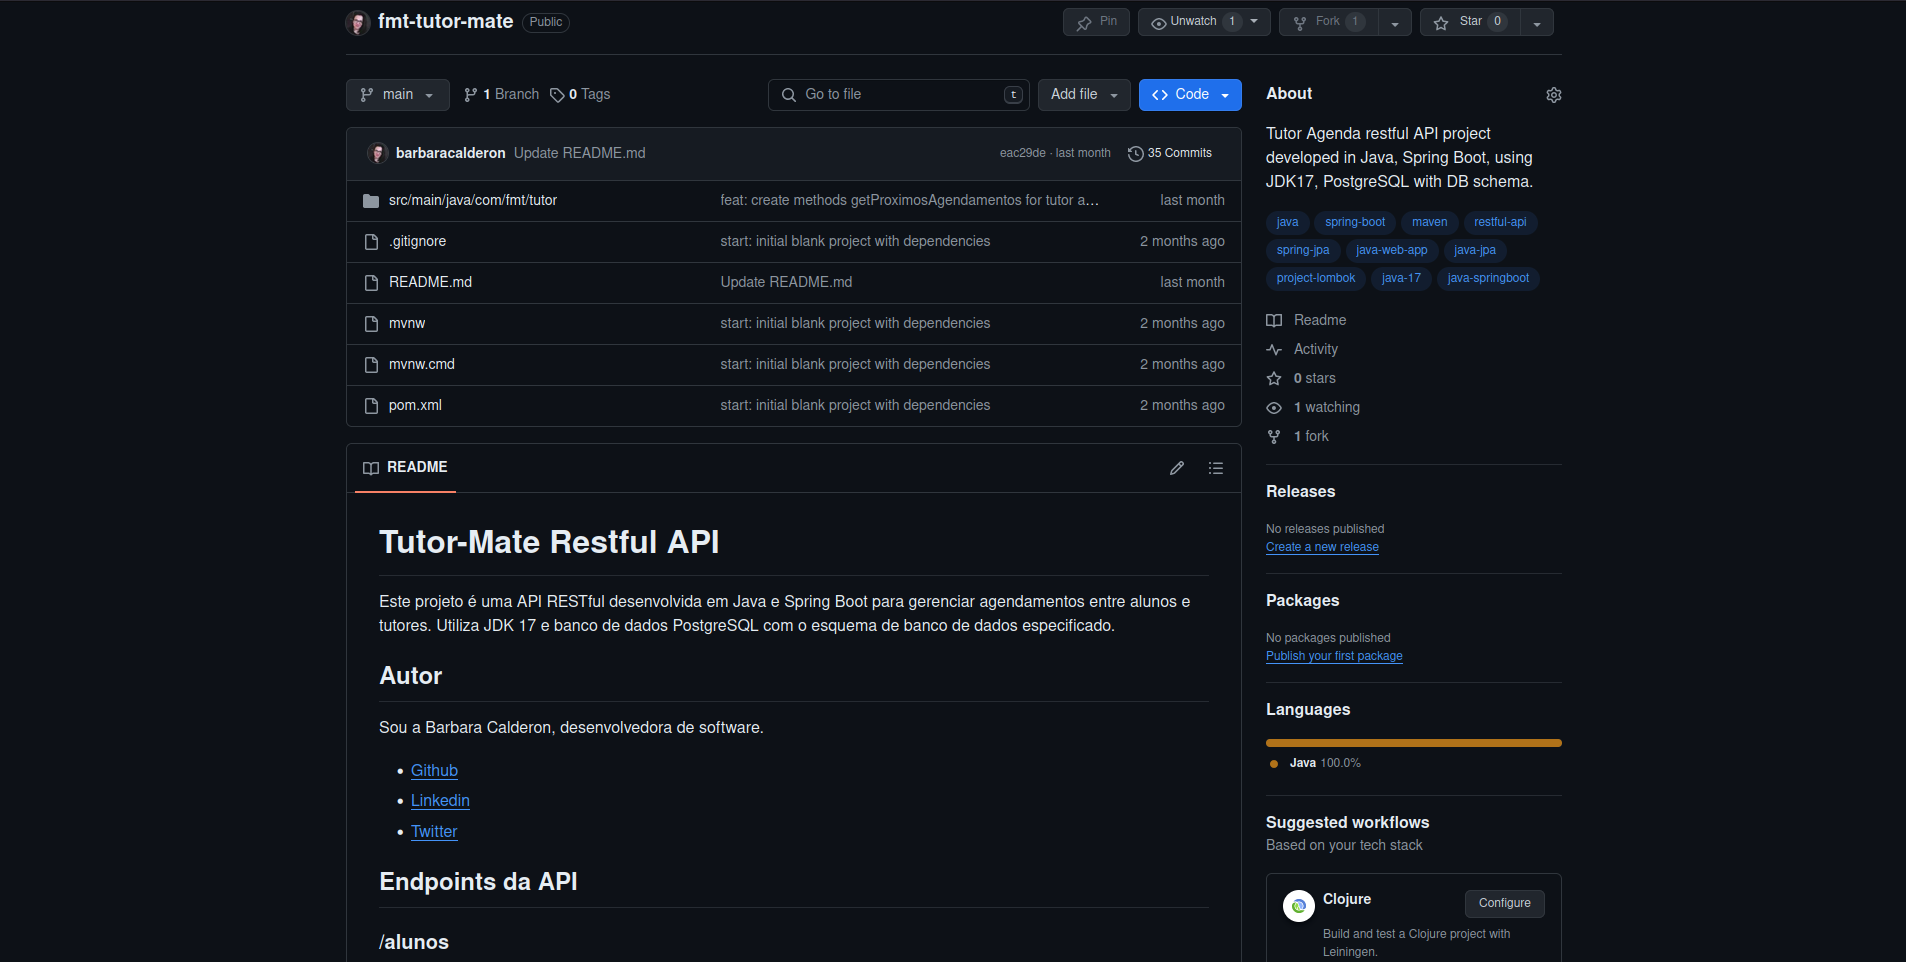 fmt-tutor-mate Public
Pin Unwatch 1 Fork 1 Star 0
main 1 Branch 0 Tags Go to file t Add file Code
barbaracalderon Update README.md eac29de · last month 35 Commits
src/main/java/com/fmt/tutor feat: create methods getProximosAgendamentos for tutor a… last month
.gitignore start: initial blank project with dependencies 2 months ago
README.md Update README.md last month
mvnw start: initial blank project with dependencies 2 months ago
mvnw.cmd start: initial blank project with dependencies 2 months ago
pom.xml start: initial blank project with dependencies 2 months ago
README
Tutor-Mate Restful API
Este projeto é uma API RESTful desenvolvida em Java e Spring Boot para gerenciar agendamentos entre alunos e
tutores. Utiliza JDK 17 e banco de dados PostgreSQL com o esquema de banco de dados especificado.
Autor
Sou a Barbara Calderon, desenvolvedora de software.
Github
Linkedin
Twitter
Endpoints da API
/alunos
About
Tutor Agenda restful API project
developed in Java, Spring Boot, using
JDK17, PostgreSQL with DB schema.
java spring-boot maven restful-api
spring-jpa java-web-app java-jpa
project-lombok java-17 java-springboot
Readme
Activity
0 stars
1 watching
1 fork
Releases
No releases published
Create a new release
Packages
No packages published
Publish your first package
Languages
Java 100.0%
Suggested workflows
Based on your tech stack
Clojure Configure
Build and test a Clojure project with
Leiningen.